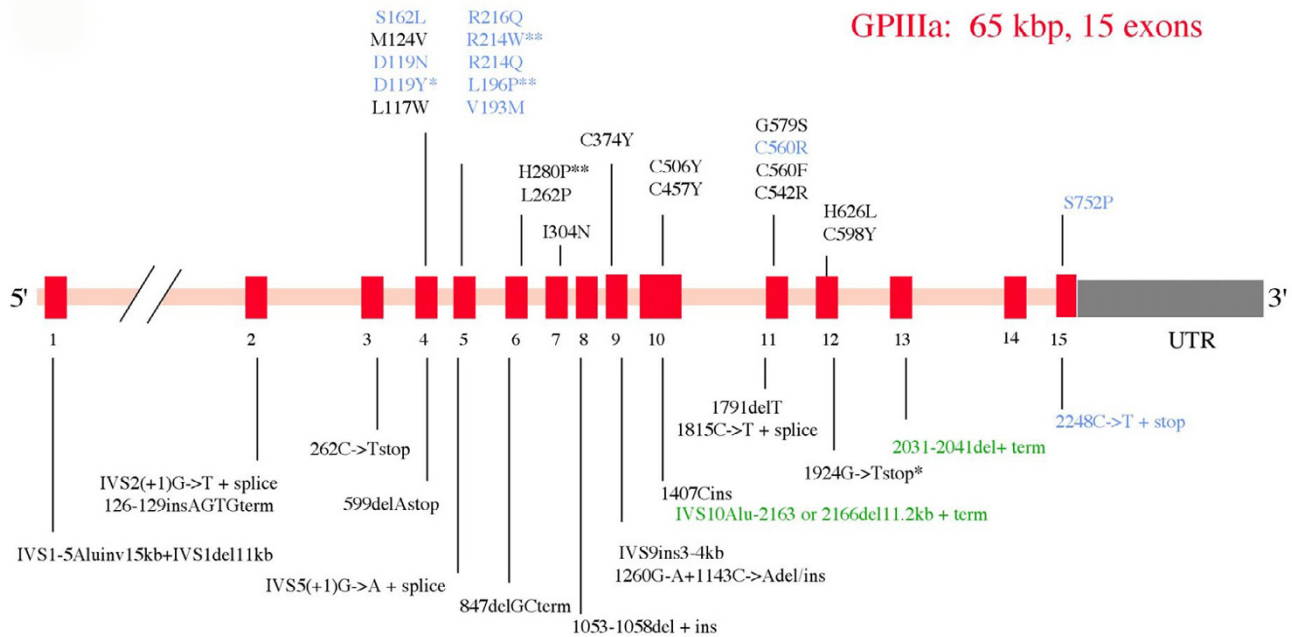 GPIIIa: 65 kbp, 15 exons
S162L
M124V
D119N
D119Y*
L117W
R216Q
R214W**
R214Q
L196P**
V193M
H280P**
L262P
I304N
C374Y
C506Y
C457Y
G579S
C560R
C560F
C542R
H626L
C598Y
S752P
5'
3'
1
2
3
4
5
6
7
8
9
10
11
12
13
14
15
UTR
IVS1-5Aluinv15kb+IVS1del11kb
IVS2(+1)G->T + splice
126-129insAGTGterm
262C->Tstop
599delAstop
IVS5(+1)G->A + splice
847delGCterm
1053-1058del + ins
IVS9ins3-4kb
1260G-A+1143C->Adel/ins
1407Cins
IVS10Alu-2163 or 2166del11.2kb + term
1791delT
1815C->T + splice
1924G->Tstop*
2031-2041del+ term
2248C->T + stop